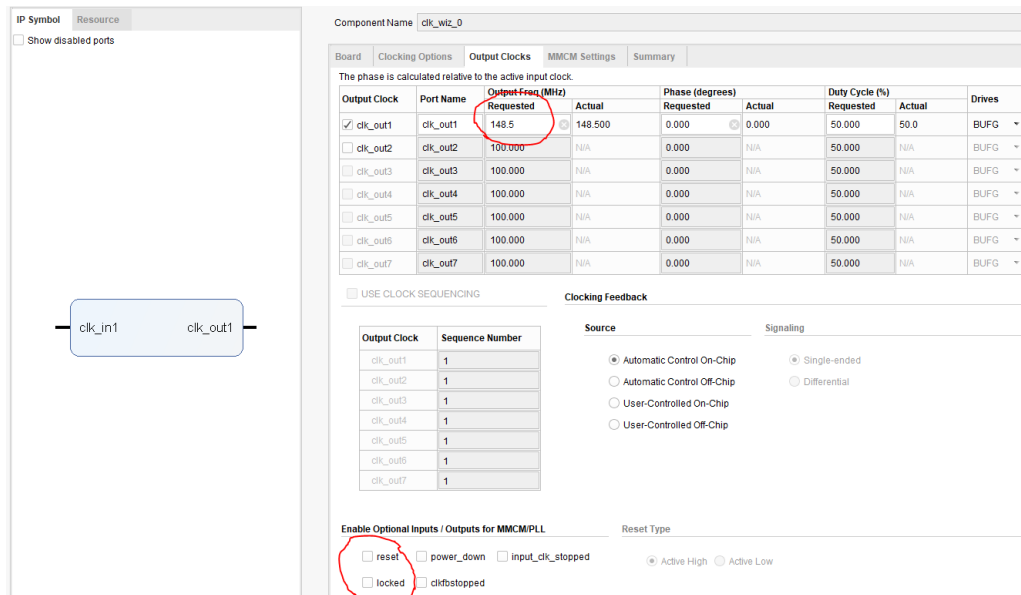 IP Symbol Resource
Show disabled ports
clk_in1 clk_out1
Component Name clk_wiz_0
Board Clocking Options Output Clocks MMCM Settings Summary
The phase is calculated relative to the active input clock.
Output Clock Port Name Output Freq (MHz) Phase (degrees) Duty Cycle (%) Drives
Requested Actual Requested Actual Requested Actual
clk_out1 clk_out1 148.5 148.500 0.000 0.000 50.000 50.0 BUFG
clk_out2 clk_out2 100.000 N/A 0.000 N/A 50.000 N/A BUFG
clk_out3 clk_out3 100.000 N/A 0.000 N/A 50.000 N/A BUFG
clk_out4 clk_out4 100.000 N/A 0.000 N/A 50.000 N/A BUFG
clk_out5 clk_out5 100.000 N/A 0.000 N/A 50.000 N/A BUFG
clk_out6 clk_out6 100.000 N/A 0.000 N/A 50.000 N/A BUFG
clk_out7 clk_out7 100.000 N/A 0.000 N/A 50.000 N/A BUFG
USE CLOCK SEQUENCING
Output Clock Sequence Number
clk_out1 1
clk_out2 1
clk_out3 1
clk_out4 1
clk_out5 1
clk_out6 1
clk_out7 1
Clocking Feedback
Source Signaling
Automatic Control On-Chip Single-ended
Automatic Control Off-Chip Differential
User-Controlled On-Chip
User-Controlled Off-Chip
Enable Optional Inputs / Outputs for MMCM/PLL Reset Type
reset power_down input_clk_stopped Active High Active Low
locked clkfbstopped